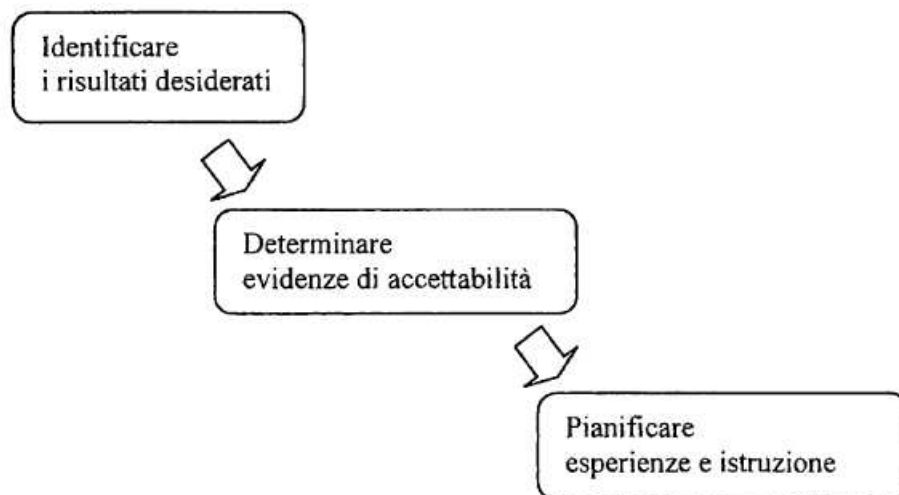 Identificare
i risultati desiderati
Determinare
evidenze di accettabilità
Pianificare
esperienze e istruzione